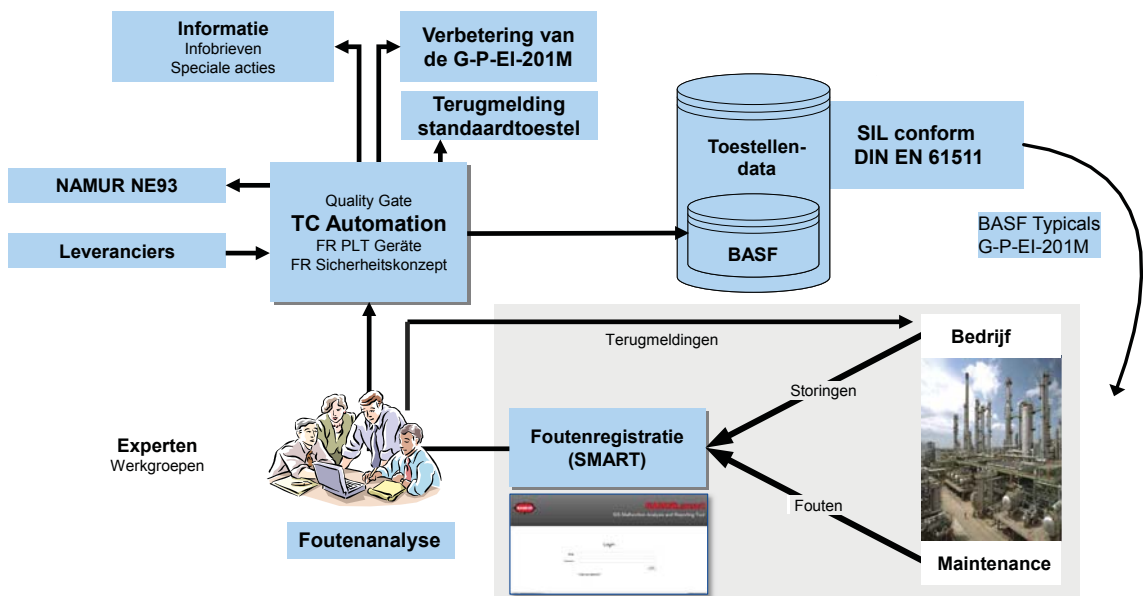 Informatie
Infobrieven
Speciale acties
Verbetering van
de G-P-EI-201M
Terugmelding
standaardtoestel
NAMUR NE93
Leveranciers
Quality Gate
TC Automation
FR PLT Geräte
FR Sicherheitskonzept
Toestellen-
data
BASF
SIL conform
DIN EN 61511
BASF Typicals
G-P-EI-201M
Terugmeldingen
Bedrijf
Storingen
Experten
Werkgroepen
Foutenregistratie
(SMART)
Fouten
Foutenanalyse
Maintenance
NAMUR
Login